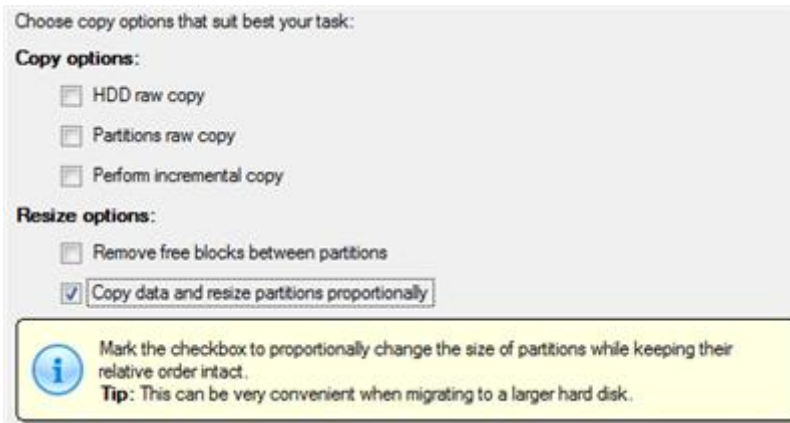 Choose copy options that suit best your task:
Copy options:
HDD raw copy
Partitions raw copy
Perform incremental copy
Resize options:
Remove free blocks between partitions
Copy data and resize partitions proportionally
Mark the checkbox to proportionally change the size of partitions while keeping their
relative order intact.
Tip: This can be very convenient when migrating to a larger hard disk.